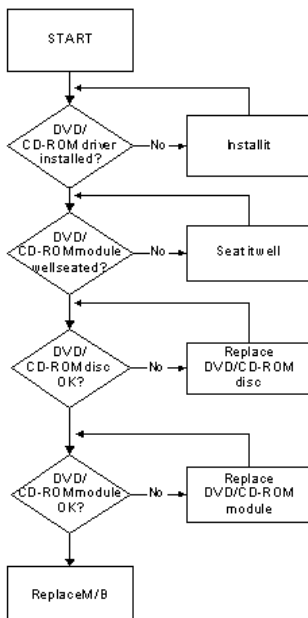 START
DVD/
CD-ROM driver
installed?
No
Installit
DVD/
CD-ROMmodule
wellseated?
No
Seatitwell
DVD/
CD-ROMdisc
OK?
No
Replace
DVD/CD-ROM
disc
DVD/
CD-ROMmodule
OK?
No
Replace
DVD/CD-ROM
module
ReplaceM/B